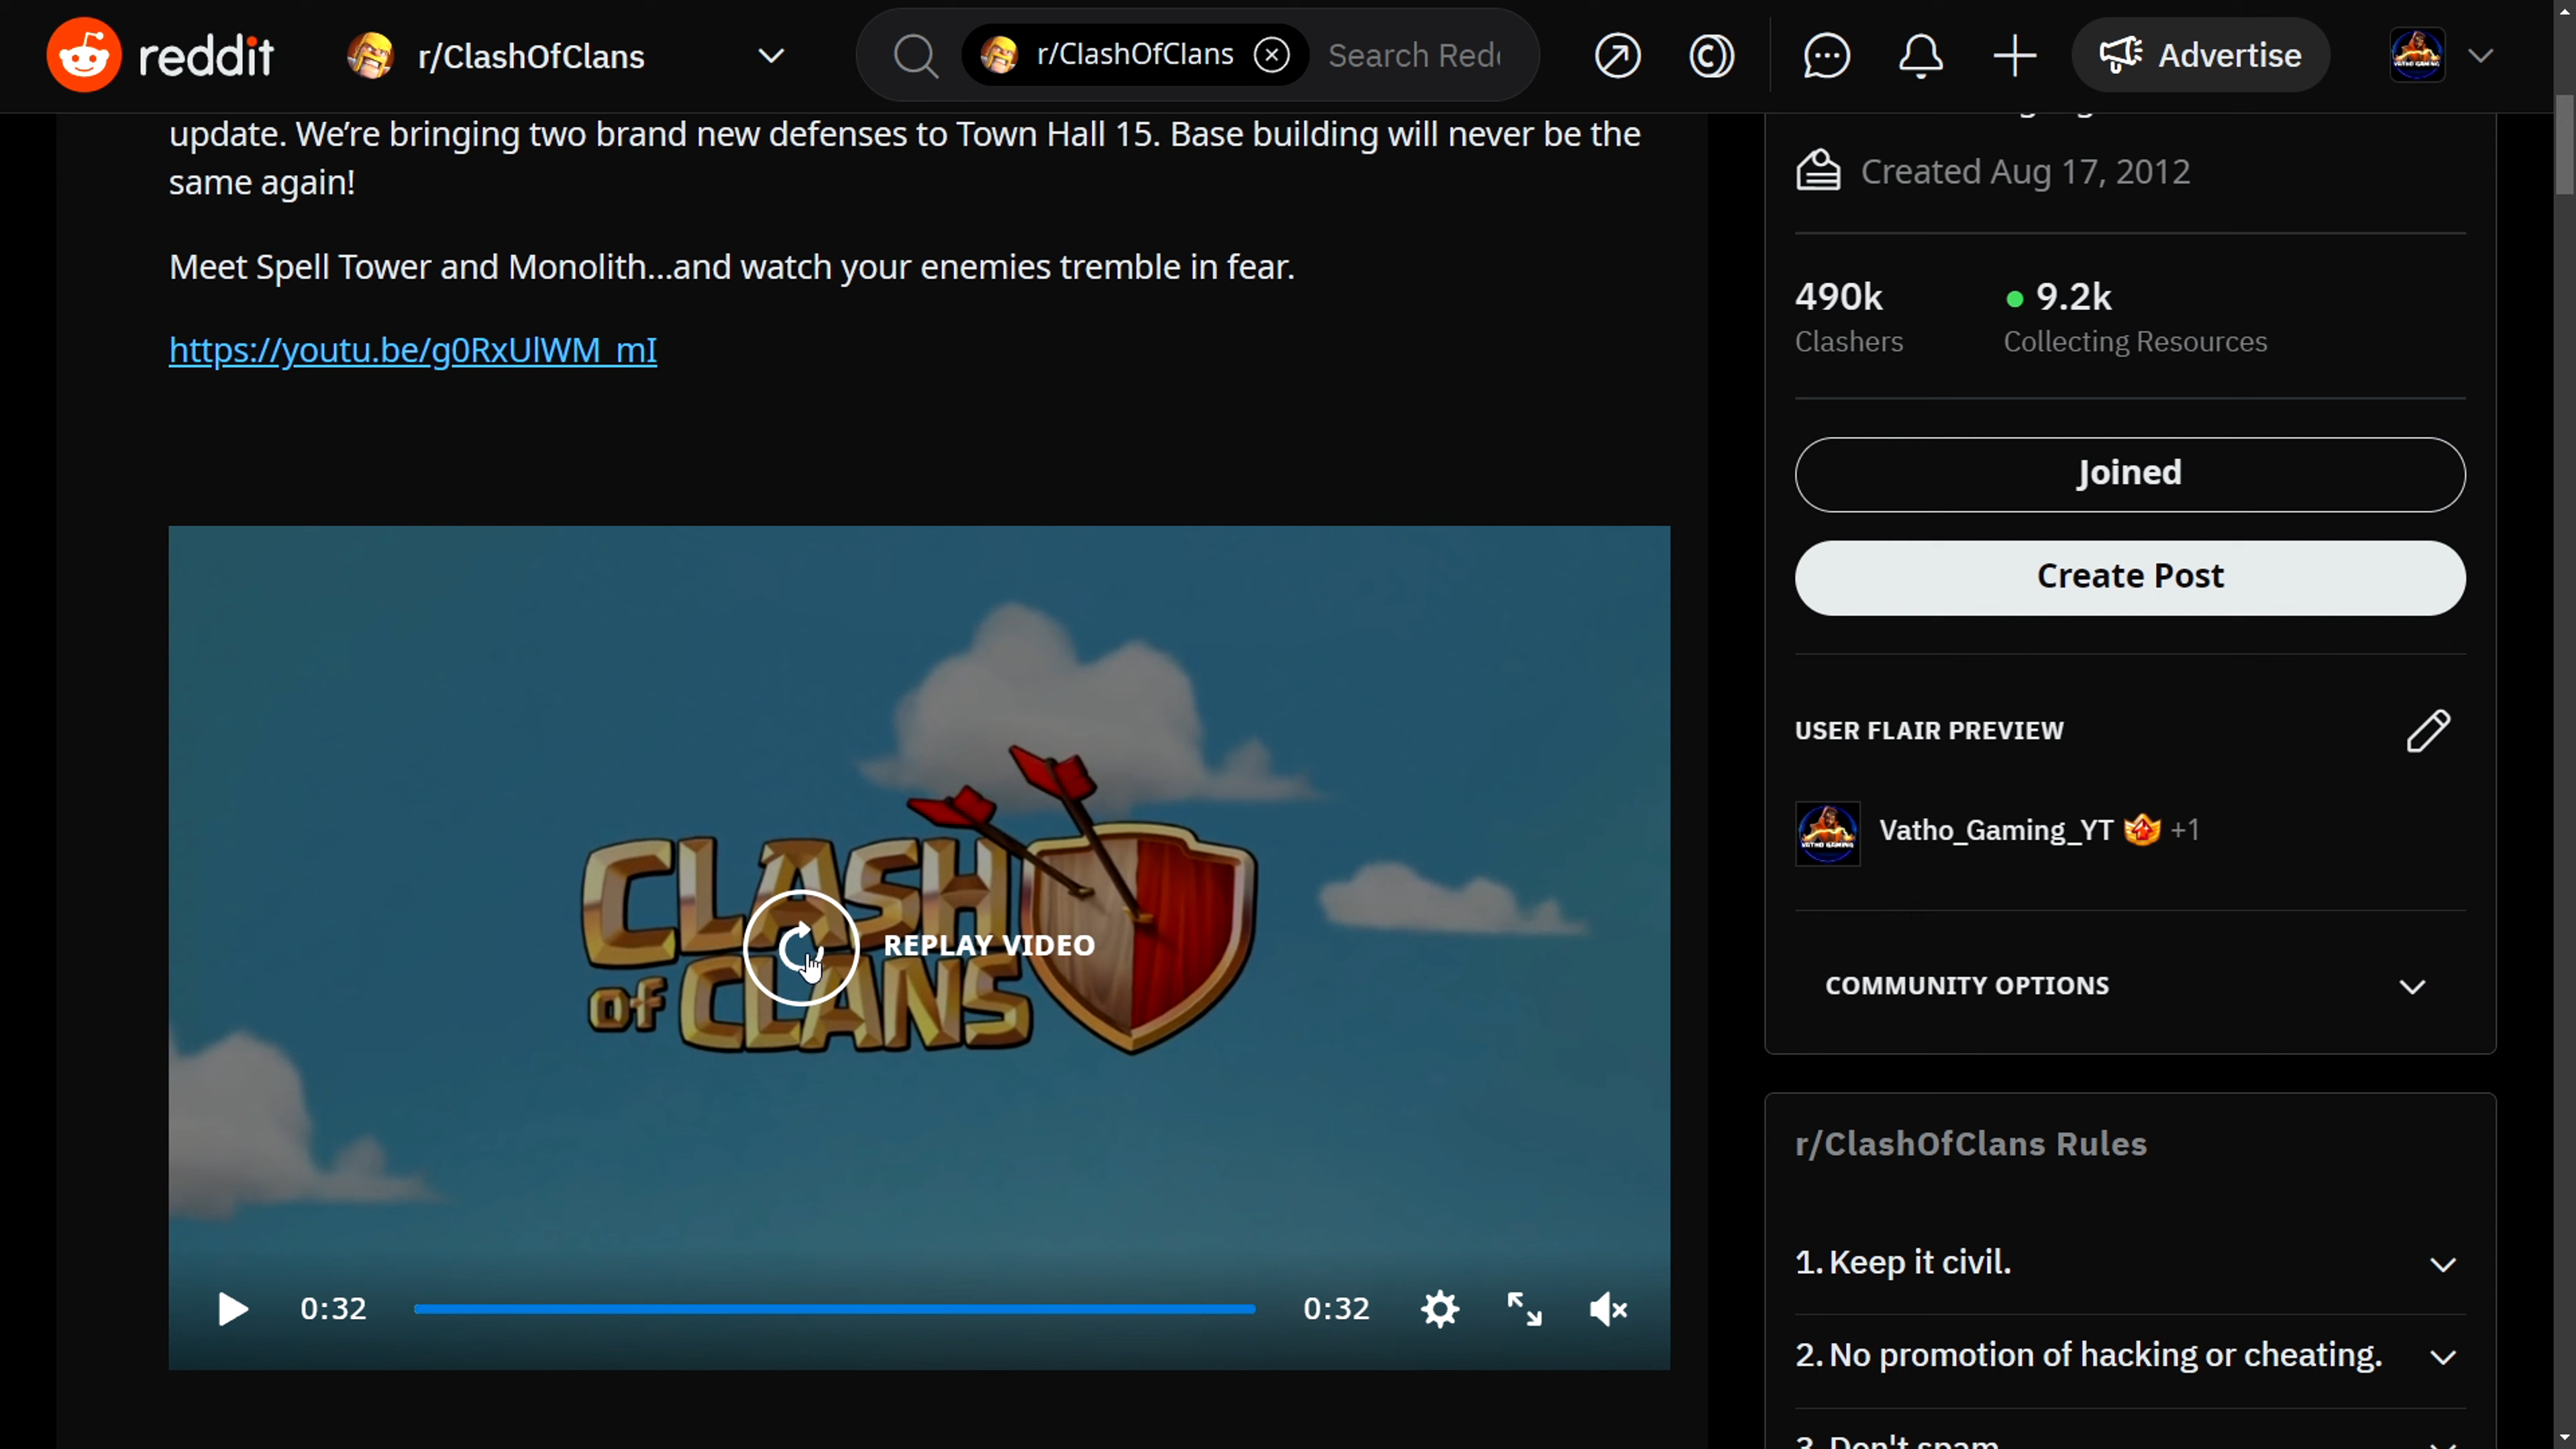 reddit
r/ClashOfClans
r/ClashOfClans
Search Redd
Advertise
update. We're bringing two brand new defenses to Town Hall 15. Base building will never be the
same again!
Meet Spell Tower and Monolith...and watch your enemies tremble in fear.
https://youtu.be/g0RxUlWM_mI
CLASH
OF CLANS
REPLAY VIDEO
0:32
0:32
Created Aug 17, 2012
490k
9.2k
Clashers
Collecting Resources
Joined
Create Post
USER FLAIR PREVIEW
Vatho_Gaming_YT +1
COMMUNITY OPTIONS
r/ClashOfClans Rules
1. Keep it civil.
2. No promotion of hacking or cheating.
3. Don't spam